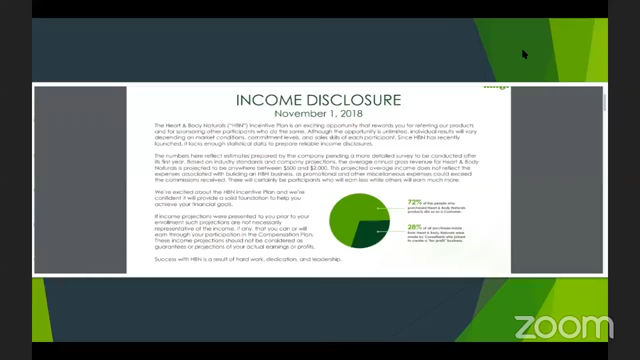 INCOME DISCLOSURE
November 1, 2018
The Heart & Body Naturals ("HBN") Incentive Plan is an exciting opportunity that rewards you for referring our products
and for sponsoring other participants who do the same. Although the opportunity is unlimited, individual results will vary
depending on market conditions, commitment levels, and sales skills of each participant. Since HBN has recently
launched, it lacks enough statistical data to prepare reliable income disclosures.
The numbers here reflect estimates prepared by the company pending a more detailed survey to be conducted after
its first year. Based on industry standards and company projections, the average annual gross revenue for Heart & Body
Naturals is projected to be anywhere between $500 and $2,000. This projected average income does not reflect the
expenses associated with building an HBN business, as promotional and other miscellaneous expenses could exceed
the commissions received. There will certainly be participants who will earn less while others will earn much more.
We're excited about the HBN Incentive Plan and we're
confident it will provide a solid foundation to help you
achieve your financial goals.
If income projections were presented to you prior to your
enrollment such projections are not necessarily
representative of the income, if any, that you can or will
earn through your participation in the Compensation Plan.
These income projections should not be considered as
guarantees or projections of your actual earnings or profits.
Success with HBN is a result of hard work, dedication, and leadership.
72% of the people who
purchased Heart & Body Naturals
products did so as a Customer.
28% of all purchases made
from Heart & Body Naturals were
made by Consultants who joined
to create a "for profit" business.
zoom